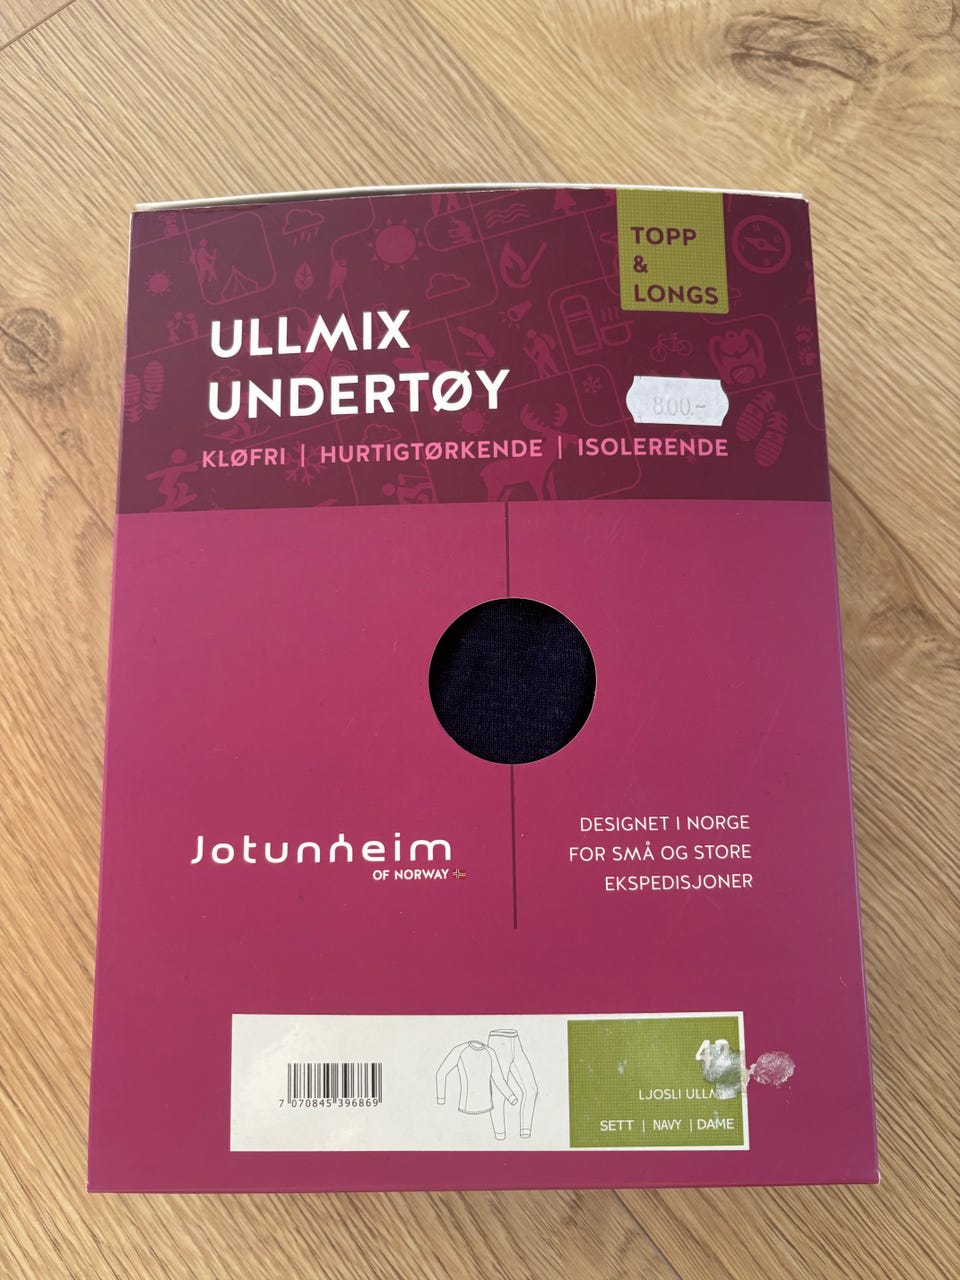 TOPP
&
LONGS
ULLMIX
UNDERTØY
800.-
KLØFRI | HURTIGTØRKENDE | ISOLERENDE
Jotunheim
OF NORWAY
DESIGNET I NORGE
FOR SMÅ OG STORE
EKSPEDISJONER
7 070845 396869
LJOSLI
SETT | NAVY | DAME